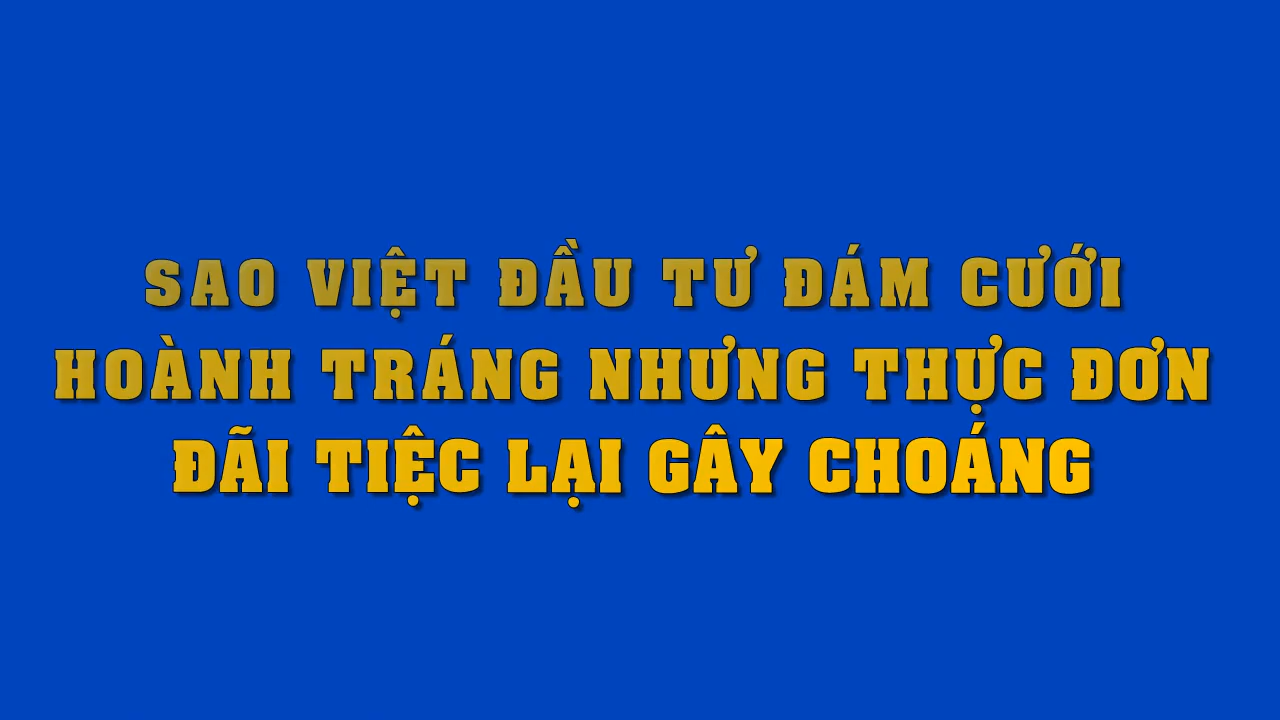 SAO VIỆT ĐẦU TƯ ĐÁM CƯỚI
HOÀNH TRÁNG NHƯNG THỰC ĐƠN
ĐÃI TIỆC LẠI GÂY CHOÁNG